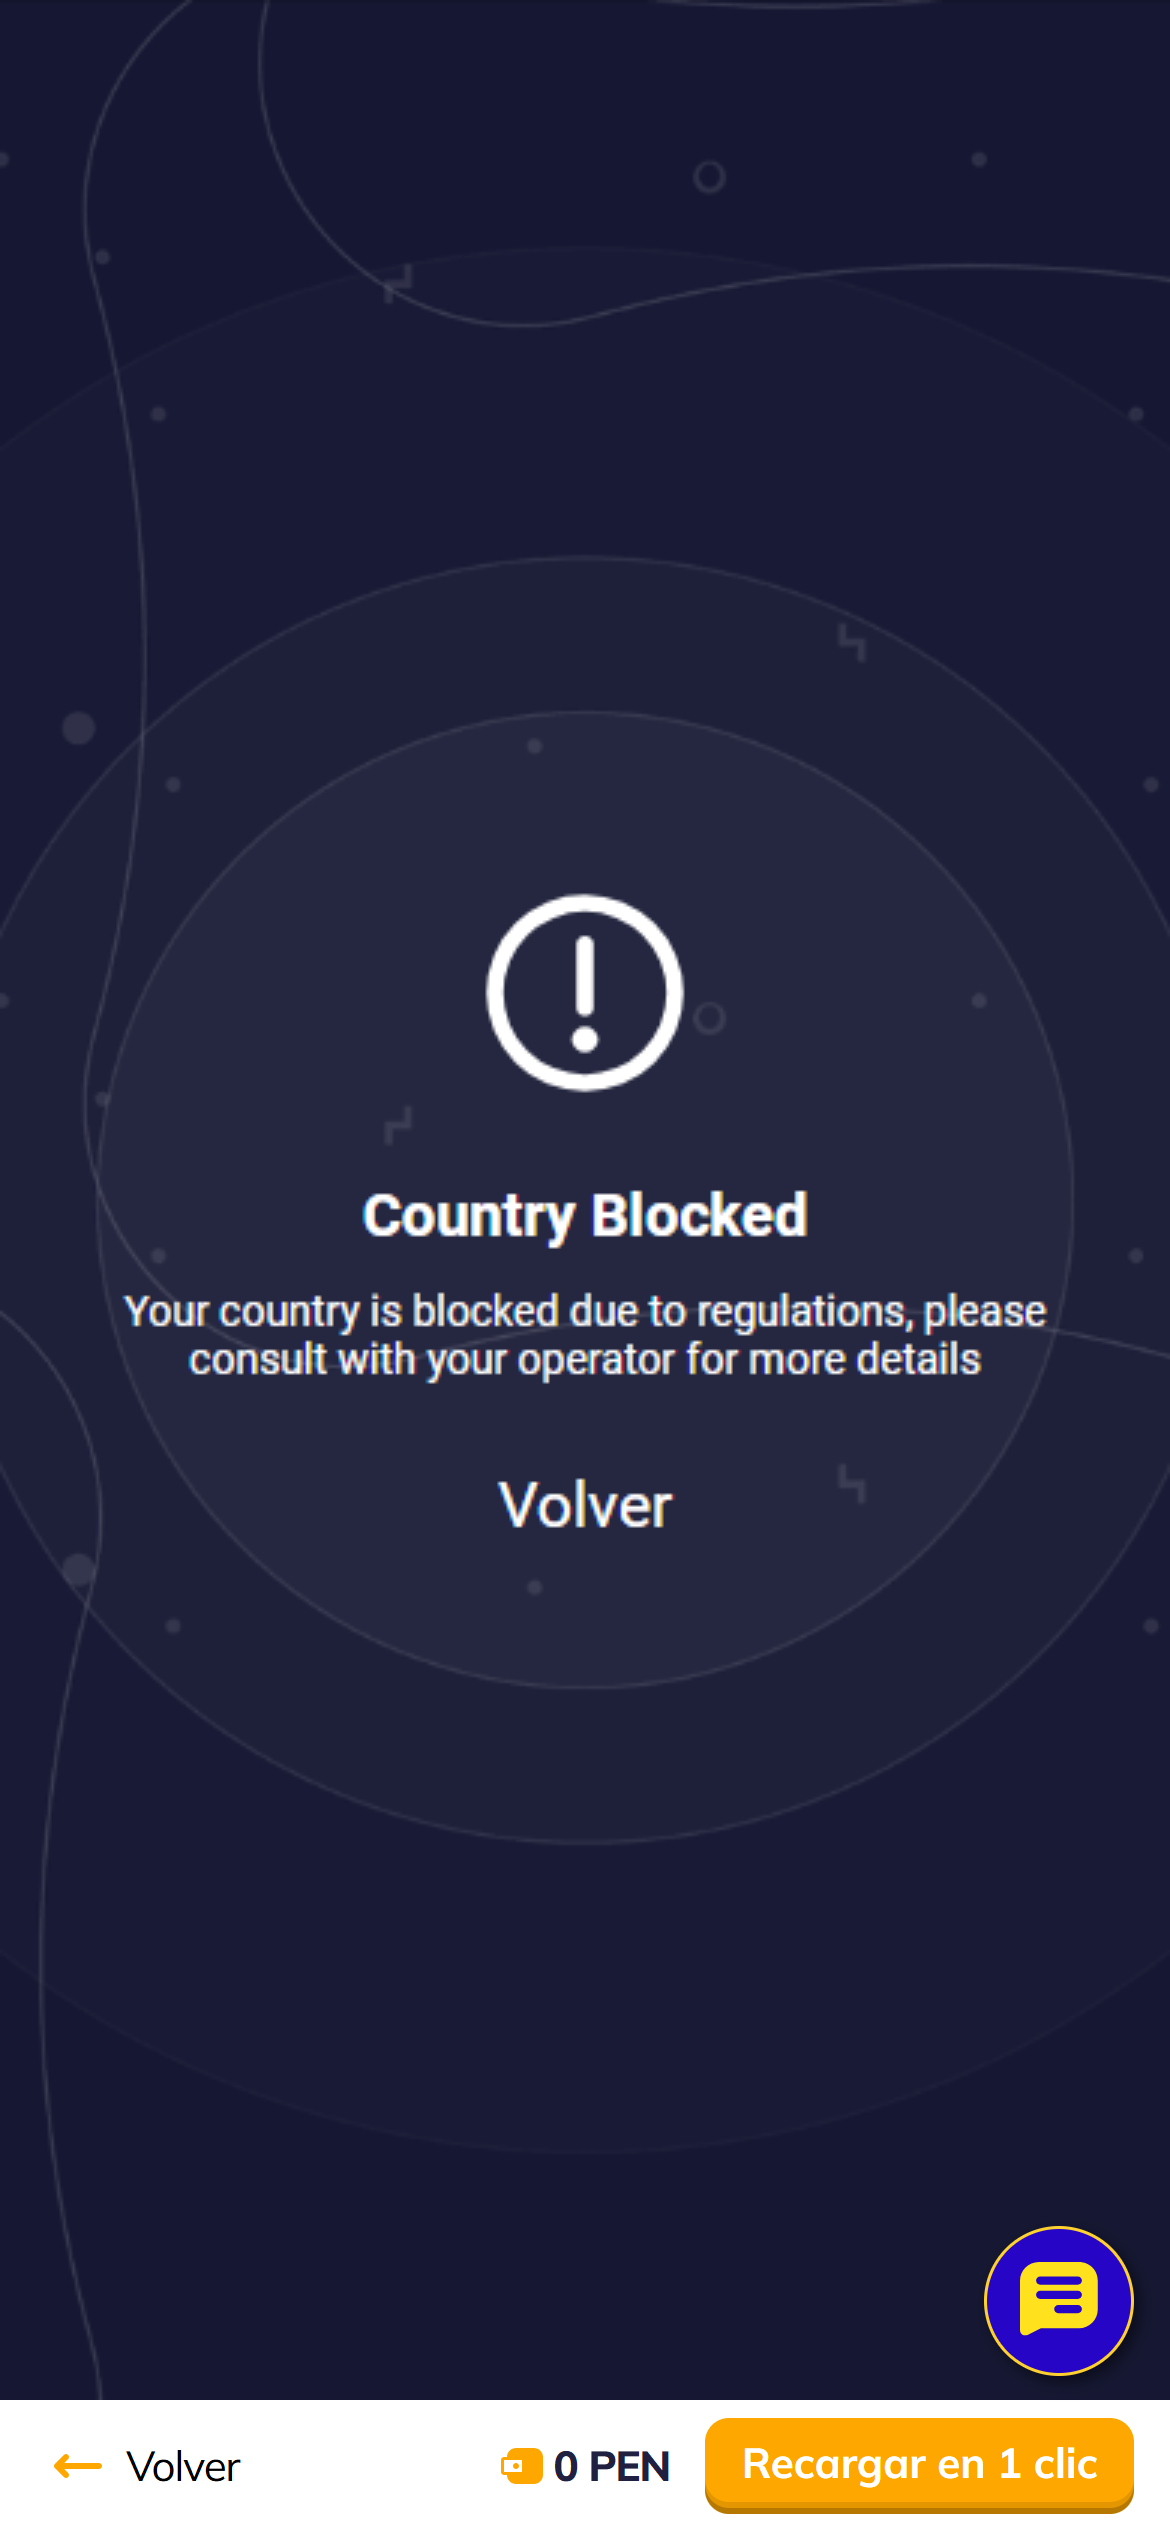 Country Blocked
Your country is blocked due to regulations, please
consult with your operator for more details
Volver
Volver
0 PEN
Recargar en 1 clic